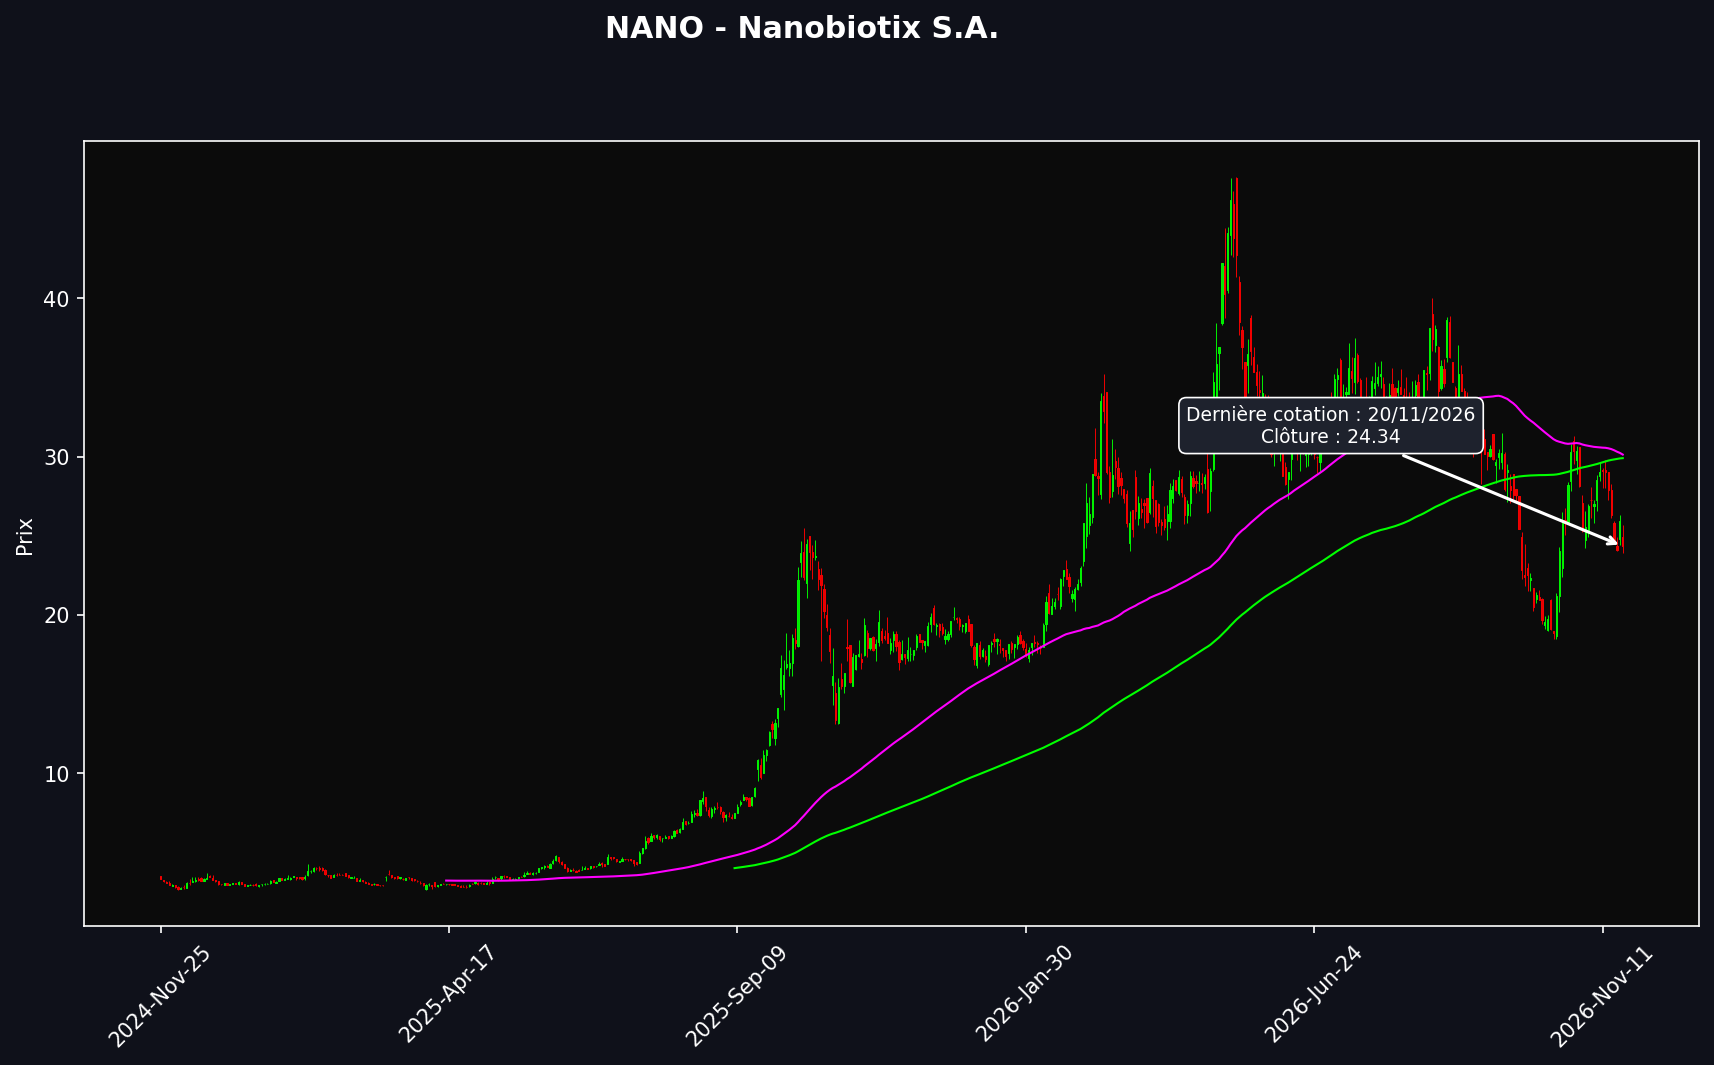 NANO - Nanobiotix S.A.
Prix
40
30
20
10
Dernière cotation : 20/11/2026
Clôture : 24.34
2024-Nov-25
2025-Apr-17
2025-Sep-09
2026-Jan-30
2026-Jun-24
2026-Nov-11